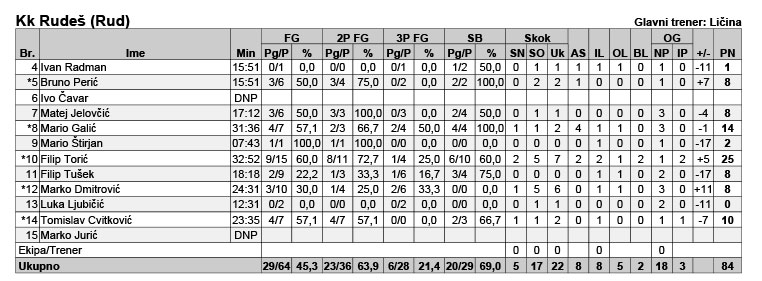 Kk Rudeš (Rud) Glavni trener: Ličina
FG 2P FG 3P FG SB Skok OG
Br. Ime Min Pg/P % Pg/P % Pg/P % Pg/P % SN SO Uk AS IL OL BL NP IP +/- PN
4 Ivan Radman 15:51 0/1 0,0 0/0 0,0 0/1 0,0 1/2 50,0 0 1 1 0 1 1 0 1 0 -11 1
*5 Bruno Perić 15:51 3/6 50,0 3/4 75,0 0/2 0,0 2/2 100,0 0 2 2 1 0 0 0 1 0 +7 8
6 Ivo Čavar DNP
7 Matej Jelovčić 17:12 3/6 50,0 3/3 100,0 0/3 0,0 2/4 50,0 0 1 1 0 0 0 0 3 0 -4 8
*8 Mario Galić 31:36 4/7 57,1 2/3 66,7 2/4 50,0 4/4 100,0 1 1 2 4 1 1 0 3 0 -1 14
9 Mario Štirjan 07:43 1/1 100,0 1/1 100,0 0/0 0,0 0/0 0,0 0 0 0 0 0 0 0 1 0 -17 2
*10 Filip Torić 32:52 9/15 60,0 8/11 72,7 1/4 25,0 6/10 60,0 2 5 7 2 2 1 2 1 2 +5 25
11 Filip Tušek 18:18 2/9 22,2 1/3 33,3 1/6 16,7 3/4 75,0 0 1 1 0 1 0 0 2 0 -17 8
*12 Marko Dmitrović 24:31 3/10 30,0 1/4 25,0 2/6 33,3 0/0 0,0 1 5 6 0 1 1 0 3 0 +11 8
13 Luka Ljubičić 12:31 0/2 0,0 0/0 0,0 0/2 0,0 0/0 0,0 0 0 0 0 1 0 0 2 0 -11 0
*14 Tomislav Cvitković 23:35 4/7 57,1 4/7 57,1 0/0 0,0 2/3 66,7 1 1 2 0 1 0 0 1 1 -7 10
15 Marko Jurić DNP
Ekipa/Trener 0 0 0 0 0 0
Ukupno 29/64 45,3 23/36 63,9 6/28 21,4 20/29 69,0 5 17 22 8 8 5 2 18 3 84